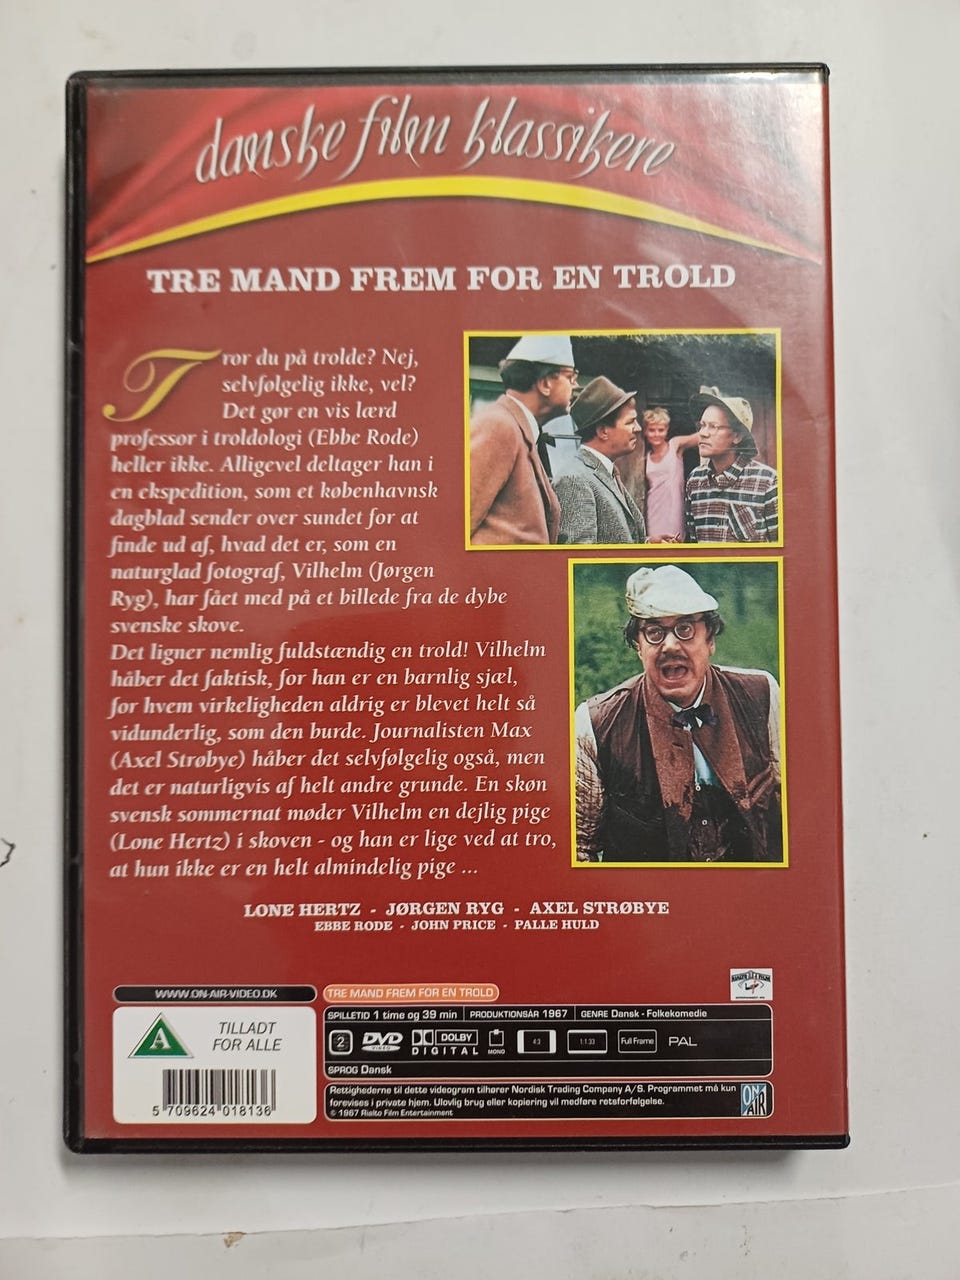 danske film klassikere
TRE MAND FREM FOR EN TROLD
Tror du på trolde? Nej,
selvfølgelig ikke, vel?
Det gør en vis lærd
professor i troldologi (Ebbe Rode)
heller ikke. Alligevel deltager han i
en ekspedition, som et københavnsk
dagblad sender over sundet for at
finde ud af, hvad det er, som en
naturglad fotograf, Vilhelm (Jørgen
Ryg), har fået med på et billede fra de dybe
svenske skove.
Det ligner nemlig fuldstændig en trold! Vilhelm
håber det faktisk, for han er en barnlig sjæl,
for hvem virkeligheden aldrig er blevet helt så
vidunderlig, som den burde. Journalisten Max
(Axel Strøbye) håber det selvfølgelig også, men
det er naturligvis af helt andre grunde. En skøn
svensk sommernat møder Vilhelm en dejlig pige
(Lone Hertz) i skoven - og han er lige ved at tro,
at hun ikke er en helt almindelig pige ...
LONE HERTZ - JØRGEN RYG - AXEL STRØBYE
EBBE RODE - JOHN PRICE - PALLE HULD
WWW.ON-AIR-VIDEO.DK
A
TILLADT
FOR ALLE
5 709624 018136
TRE MAND FREM FOR EN TROLD
SPILLETID 1 time og 39 min PRODUKTIONSÅR 1967 GENRE Dansk - Folkekomedie
2 DVD VIDEO DOLBY DIGITAL MONO 4:3 1:1.33 Full Frame PAL
SPROG Dansk
Rettighederne til dette videogram tilhører Nordisk Trading Company A/S. Programmet må kun
forevises i private hjem. Ulovlig brug eller kopiering vil medføre retsforfølgelse.
© 1967 Rialto Film Entertainment
ON AIR